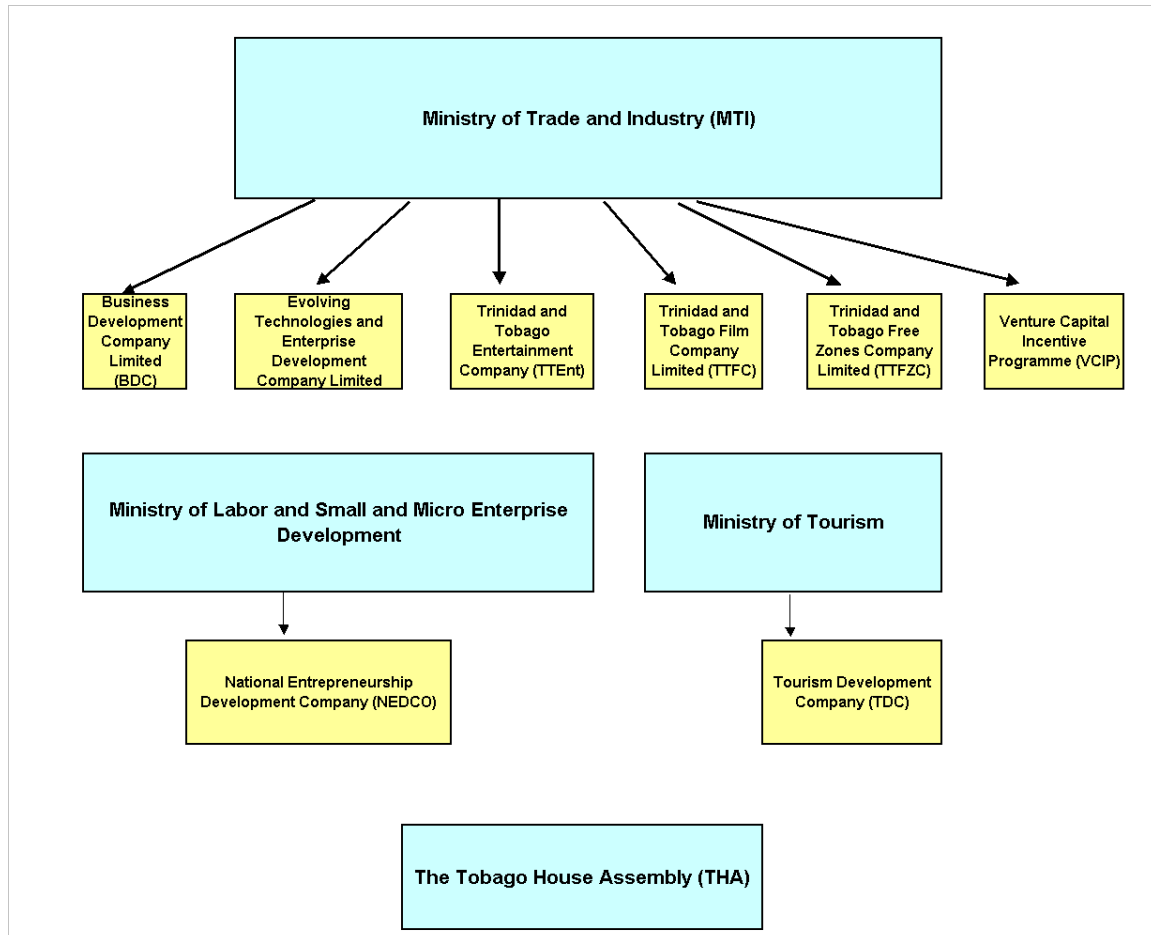 Ministry of Trade and Industry (MTI)
Business
Development
Company
Limited
(BDC)
Evolving
Technologies and
Enterprise
Development
Company Limited
Trinidad and
Tobago
Entertainment
Company (TTEnt)
Trinidad and
Tobago Film
Company
Limited (TTFC)
Trinidad and
Tobago Free
Zones Company
Limited (TTFZC)
Venture Capital
Incentive
Programme (VCIP)
Ministry of Labor and Small and Micro Enterprise
Development
Ministry of Tourism
National Entrepreneurship
Development Company (NEDCO)
Tourism Development
Company (TDC)
The Tobago House Assembly (THA)